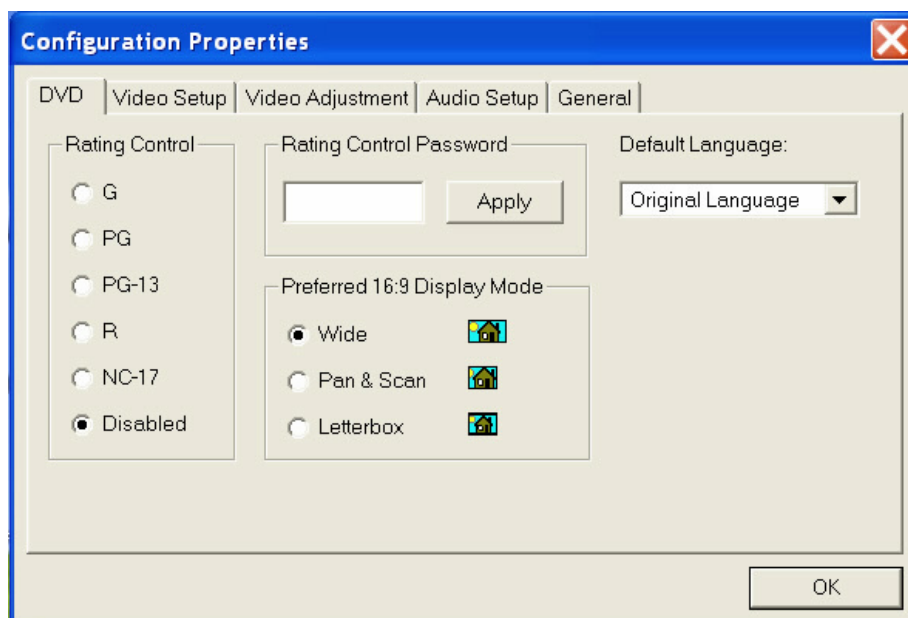 Configuration Properties
DVD
Video Setup
Video Adjustment
Audio Setup
General
Rating Control
G
PG
PG-13
R
NC-17
Disabled
Rating Control Password
Apply
Preferred 16:9 Display Mode
Wide
Pan & Scan
Letterbox
Default Language:
Original Language
OK